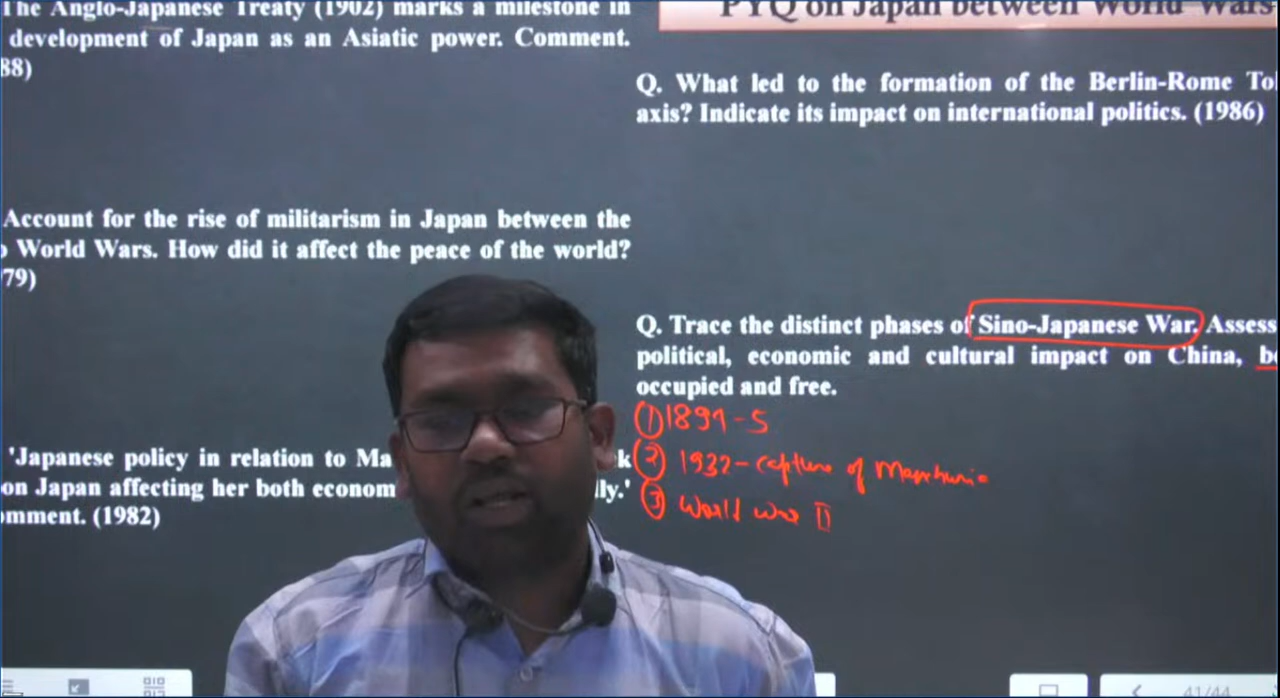 The Anglo-Japanese Treaty (1902) marks a milestone in
development of Japan as an Asiatic power. Comment.
88)
Account for the rise of militarism in Japan between the
World Wars. How did it affect the peace of the world?
79)
'Japanese policy in relation to Ma
on Japan affecting her both econom lly.'
omment. (1982)
PYQ on Japan between World Wars
Q. What led to the formation of the Berlin-Rome To
axis? Indicate its impact on international politics. (1986)
Q. Trace the distinct phases of Sino-Japanese War. Assess
political, economic and cultural impact on China, b
occupied and free.
① 1894-5
② 1932- capture of Manchuria
③ World War II
41/44